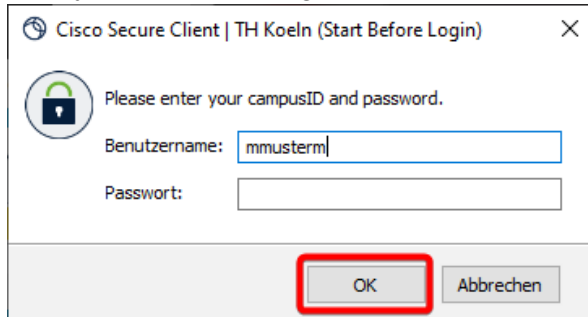 Cisco Secure Client | TH Koeln (Start Before Login)
Please enter your campusID and password.
Benutzername: mmusterm
Passwort:
OK Abbrechen